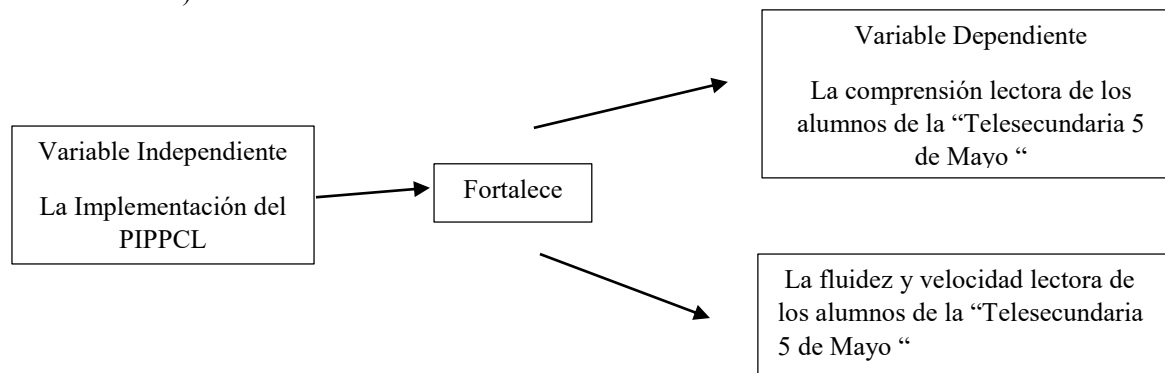 )
Variable Independiente
La Implementación del
PIPPCL
Fortalece
Variable Dependiente
La comprensión lectora de los
alumnos de la “Telesecundaria 5
de Mayo “
La fluidez y velocidad lectora de
los alumnos de la “Telesecundaria
5 de Mayo “